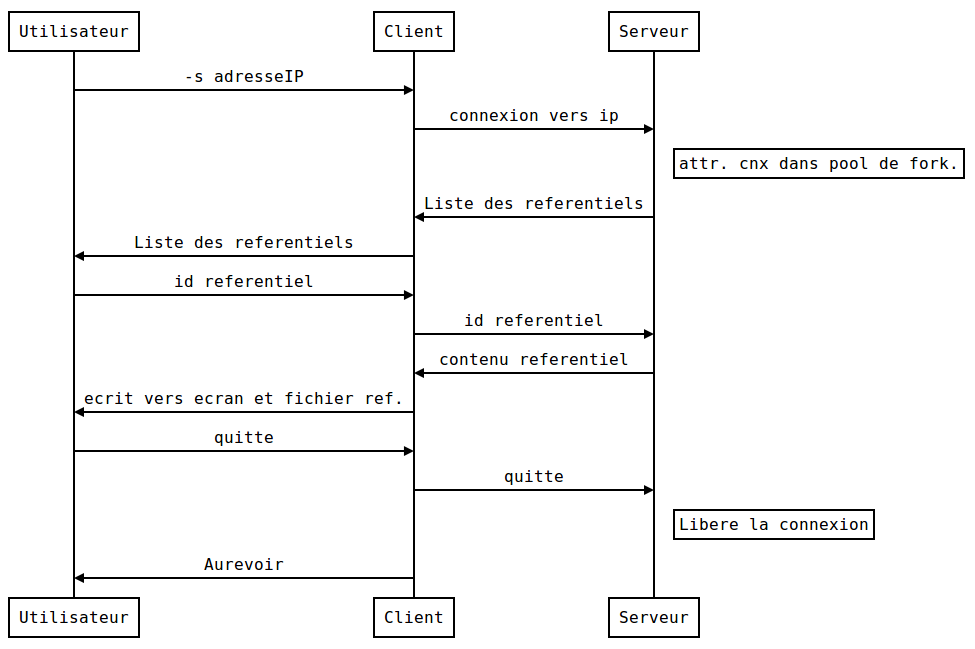 Utilisateur
Client
Serveur
-s adresseIP
connexion vers ip
attr. cnx dans pool de fork.
Liste des referentiels
Liste des referentiels
id referentiel
id referentiel
contenu referentiel
ecrit vers ecran et fichier ref.
quitte
quitte
Libere la connexion
Aurevoir
Utilisateur
Client
Serveur